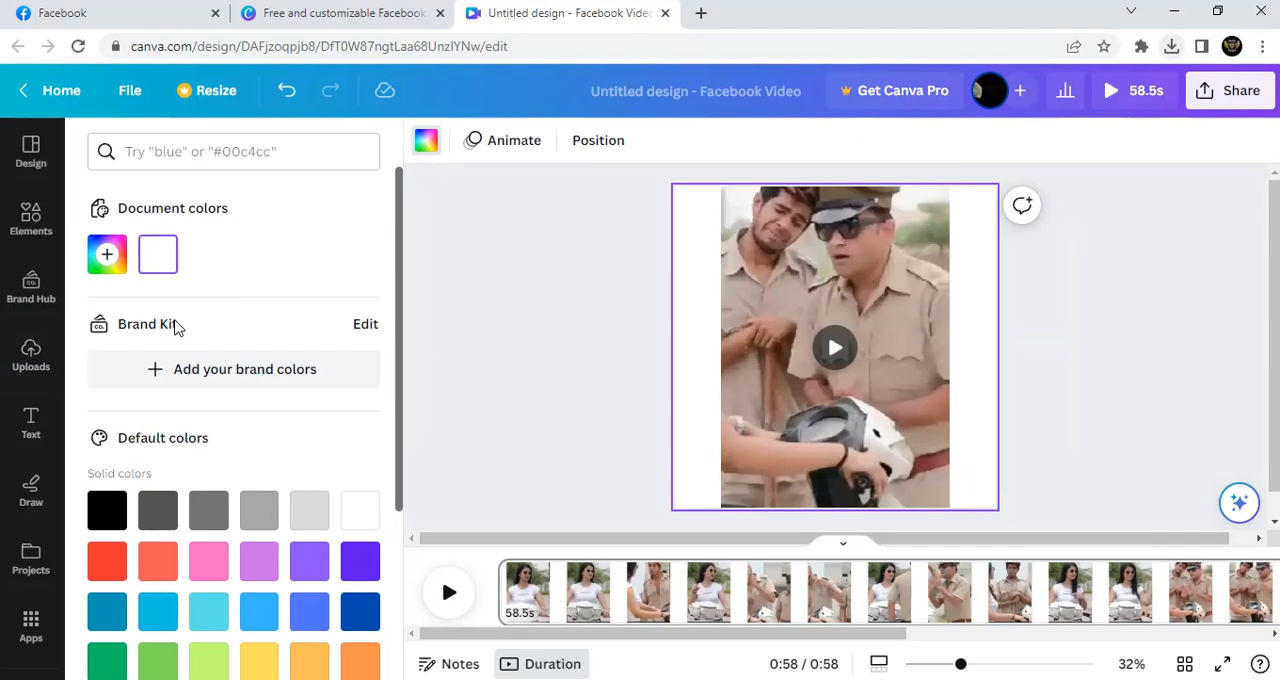 Facebook
Free and customizable Facebook
Untitled design - Facebook Video
canva.com/design/DAFjzoqpjb8/DfT0W87ngtLaa68UnzIYNw/edit
Home
File
Resize
Untitled design - Facebook Video
Get Canva Pro
58.5s
Share
Design
Elements
Brand Hub
Uploads
Text
Draw
Projects
Apps
Try "blue" or "#00c4cc"
Document colors
Brand Kit
Edit
Add your brand colors
Default colors
Solid colors
Animate
Position
58.5s
Notes
Duration
0:58 / 0:58
32%